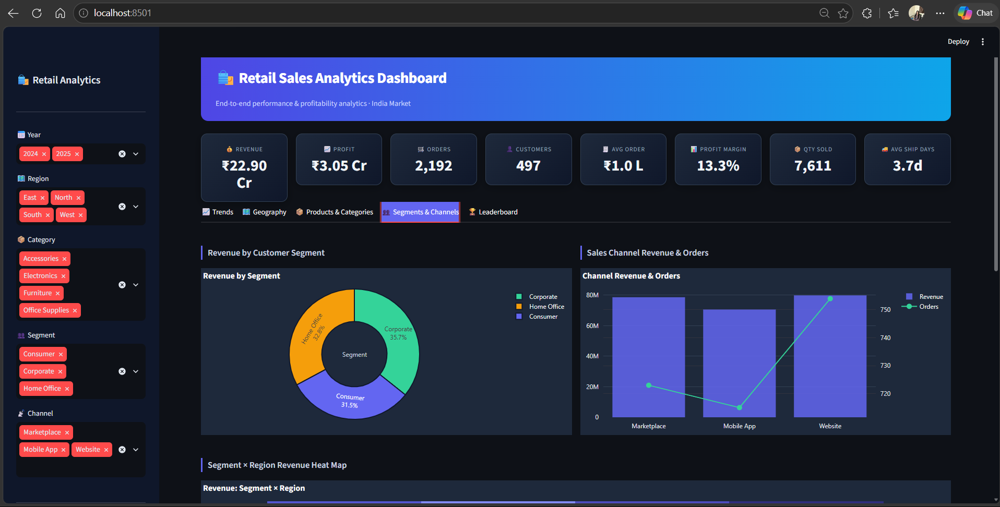 localhost:8501
Chat
Deploy
Retail Analytics
Year
2024 × 2025 ×
Region
East × North ×
South × West ×
Category
Accessories ×
Electronics ×
Furniture ×
Office Supplies ×
Segment
Consumer ×
Corporate ×
Home Office ×
Channel
Marketplace ×
Mobile App × Website ×
Retail Sales Analytics Dashboard
End-to-end performance & profitability analytics · India Market
REVENUE
₹22.90
Cr
PROFIT
₹3.05 Cr
ORDERS
2,192
CUSTOMERS
497
AVG ORDER
₹1.0 L
PROFIT MARGIN
13.3%
QTY SOLD
7,611
AVG SHIP DAYS
3.7d
Trends Geography Products & Categories Segments & Channels Leaderboard
Revenue by Customer Segment
Revenue by Segment
Corporate
Home Office
Consumer
Home Office
32.8%
Corporate
35.7%
Segment
Consumer
31.5%
Sales Channel Revenue & Orders
Channel Revenue & Orders
80M
60M
40M
20M
0
750
740
730
720
Revenue
Orders
Marketplace Mobile App Website
Segment × Region Revenue Heat Map
Revenue: Segment × Region